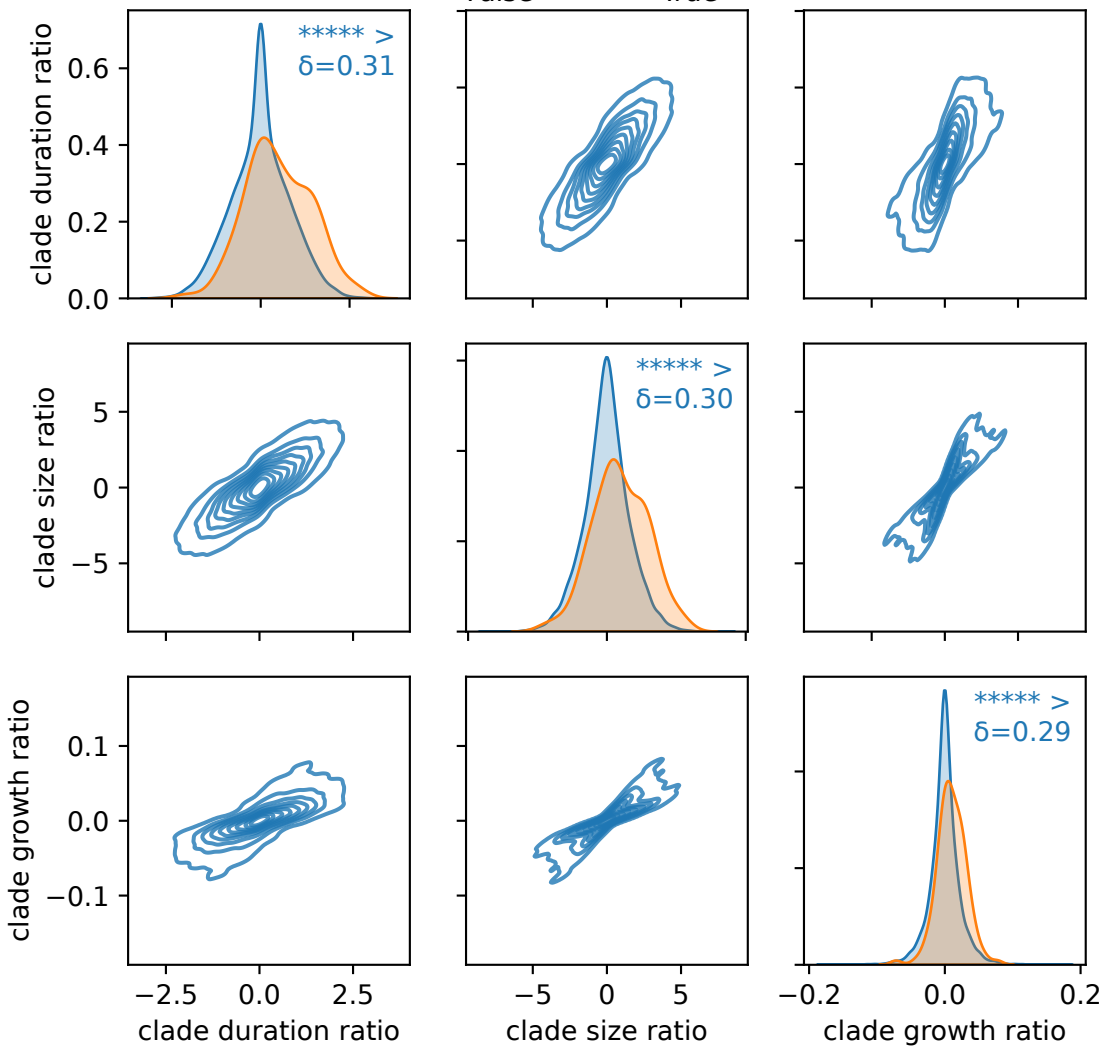 ***** >
δ=0.31
0.6
0.4
0.2
0.0
clade duration ratio
***** >
δ=0.30
5
0
−5
clade size ratio
***** >
δ=0.29
0.1
0.0
−0.1
clade growth ratio
−2.5 0.0 2.5
−5 0 5
−0.2 0.0 0.2
clade duration ratio
clade size ratio
clade growth ratio